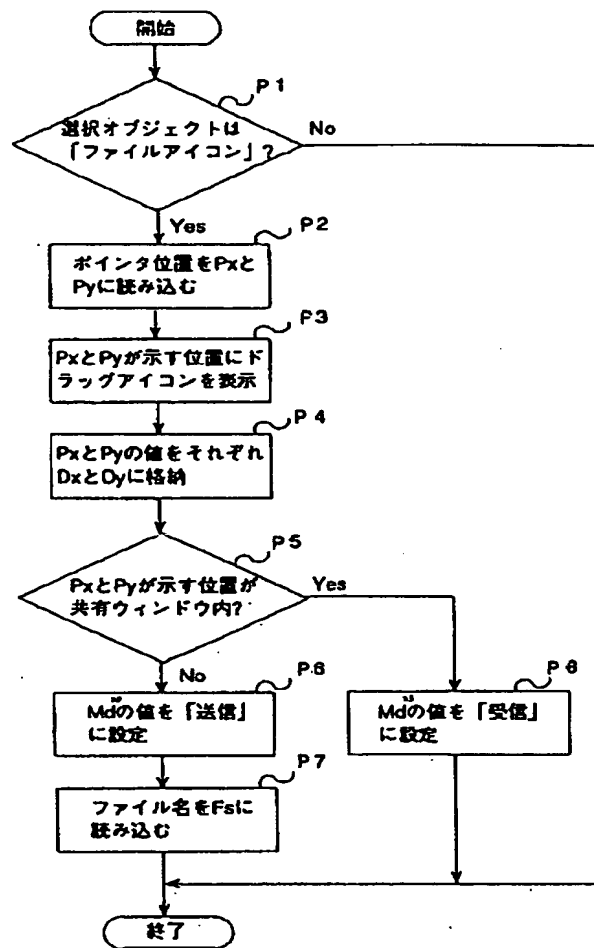 開始
P1
選択オブジェクトは
「ファイルアイコン」?
No
Yes
P2
ポインタ位置をPxと
Pyに読み込む
P3
PxとPyが示す位置にド
ラッグアイコンを表示
P4
PxとPyの値をそれぞれ
DxとDyに格納
P5
PxとPyが示す位置が
共有ウィンドウ内?
Yes
No
P6
Mdの値を「送信」
に設定
P8
Mdの値を「受信」
に設定
P7
ファイル名をFsに
読み込む
終了